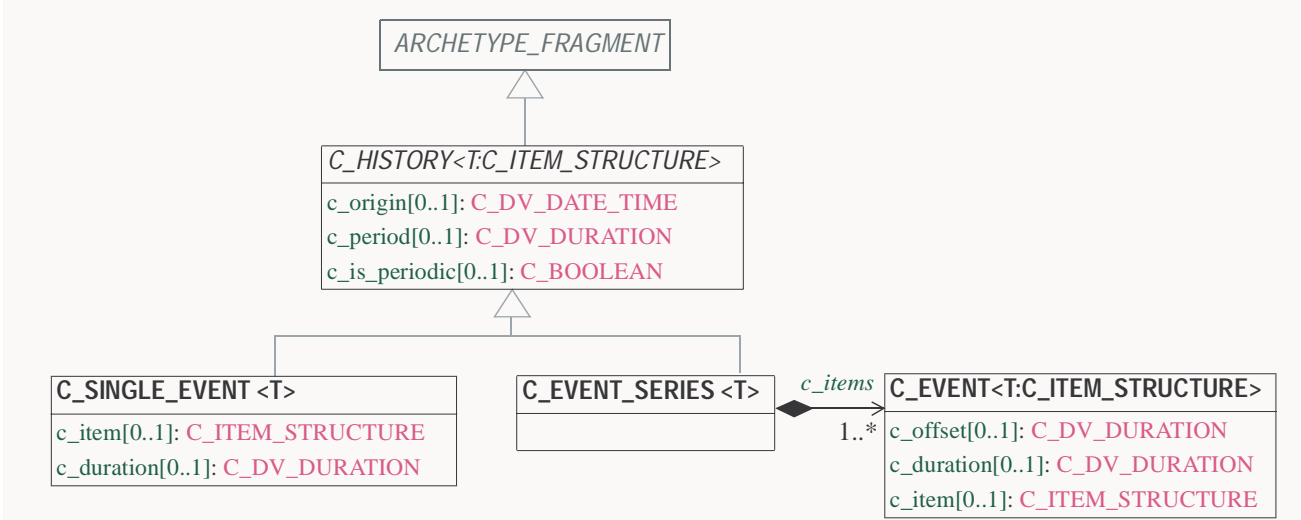 ARCHETYPE_FRAGMENT
C_HISTORY<T:C_ITEM_STRUCTURE>
c_origin[0..1]: C_DV_DATE_TIME
c_period[0..1]: C_DV_DURATION
c_is_periodic[0..1]: C_BOOLEAN
C_SINGLE_EVENT <T>
c_item[0..1]: C_ITEM_STRUCTURE
c_duration[0..1]: C_DV_DURATION
C_EVENT_SERIES <T>
c_items
1..*
C_EVENT<T:C_ITEM_STRUCTURE>
c_offset[0..1]: C_DV_DURATION
c_duration[0..1]: C_DV_DURATION
c_item[0..1]: C_ITEM_STRUCTURE